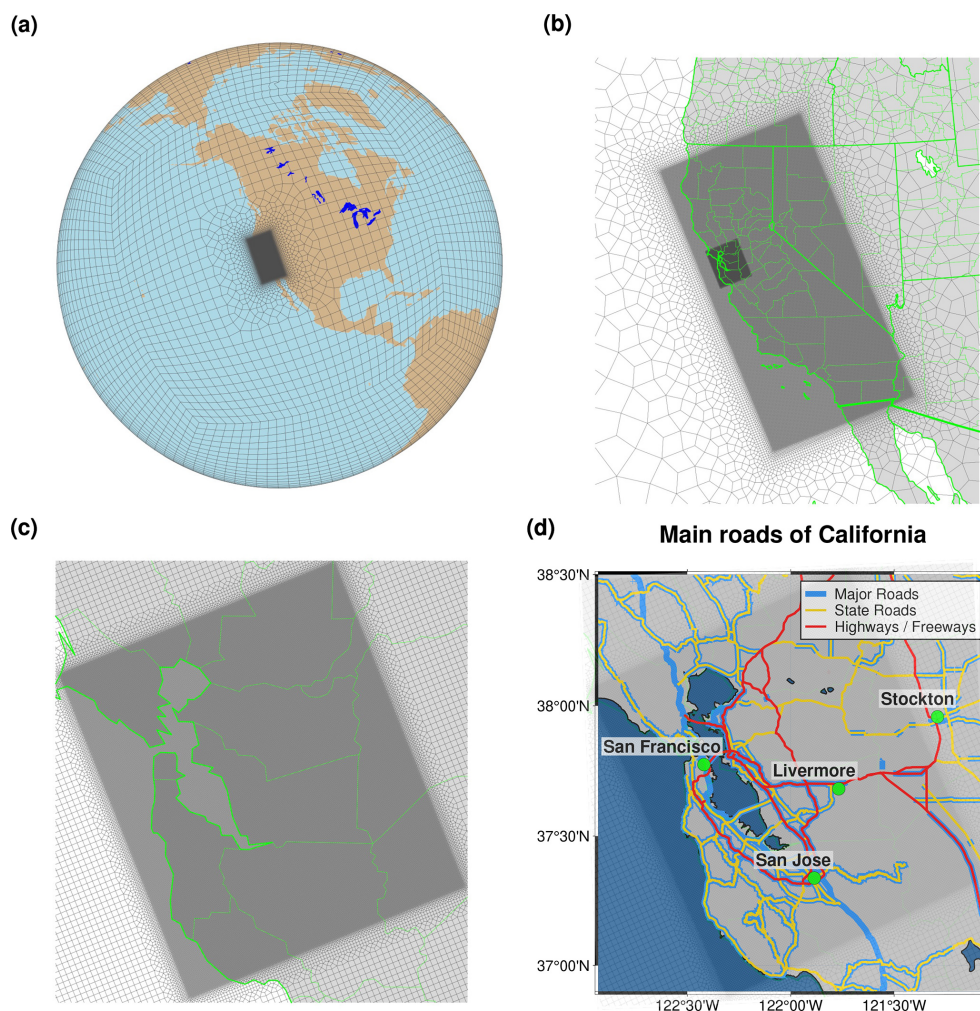 (a)
(b)
(c)
(d)
Main roads of California
38°30'N
38°00'N
37°30'N
37°00'N
Major Roads
State Roads
Highways / Freeways
Stockton
San Francisco
Livermore
San Jose
122°30'W
122°00'W
121°30'W